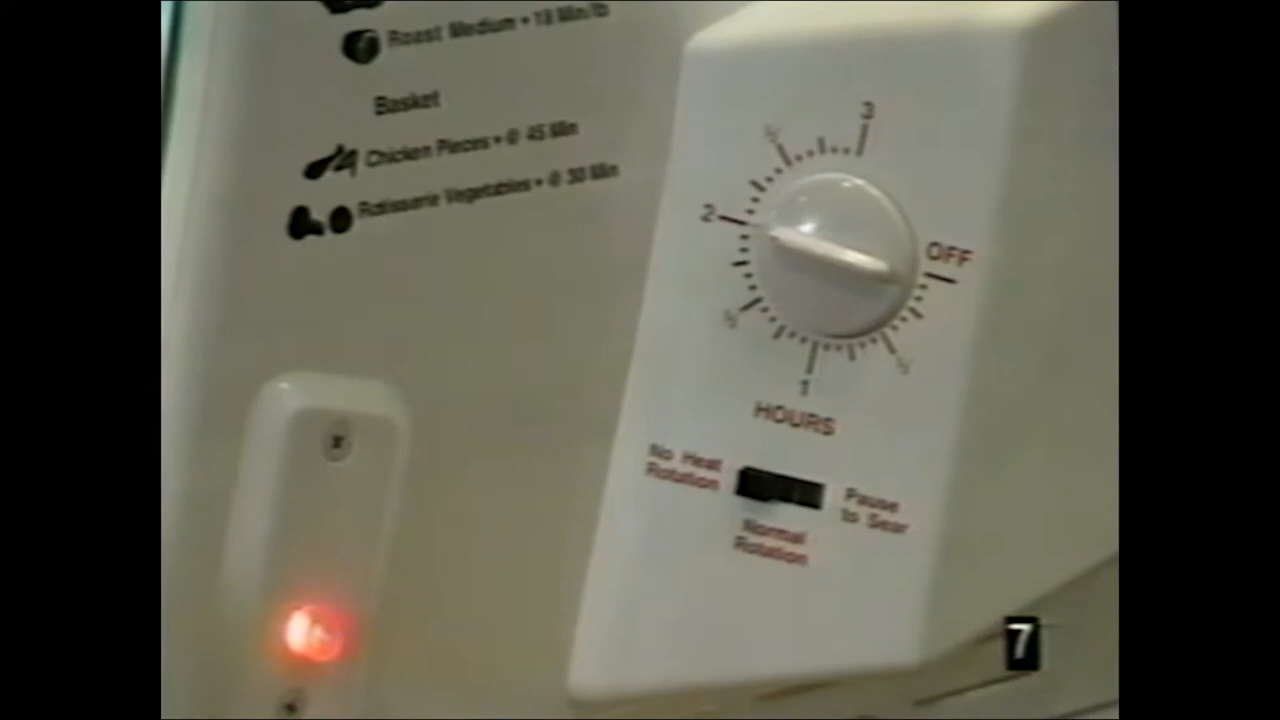 Roast Medium • 18 Min/lb
Basket
Chicken Pieces • @ 45 Min
Rotisserie Vegetables • @ 30 Min
3
2
OFF
1
HOURS
No Heat
Rotation
Pause
to Sear
Normal
Rotation
7